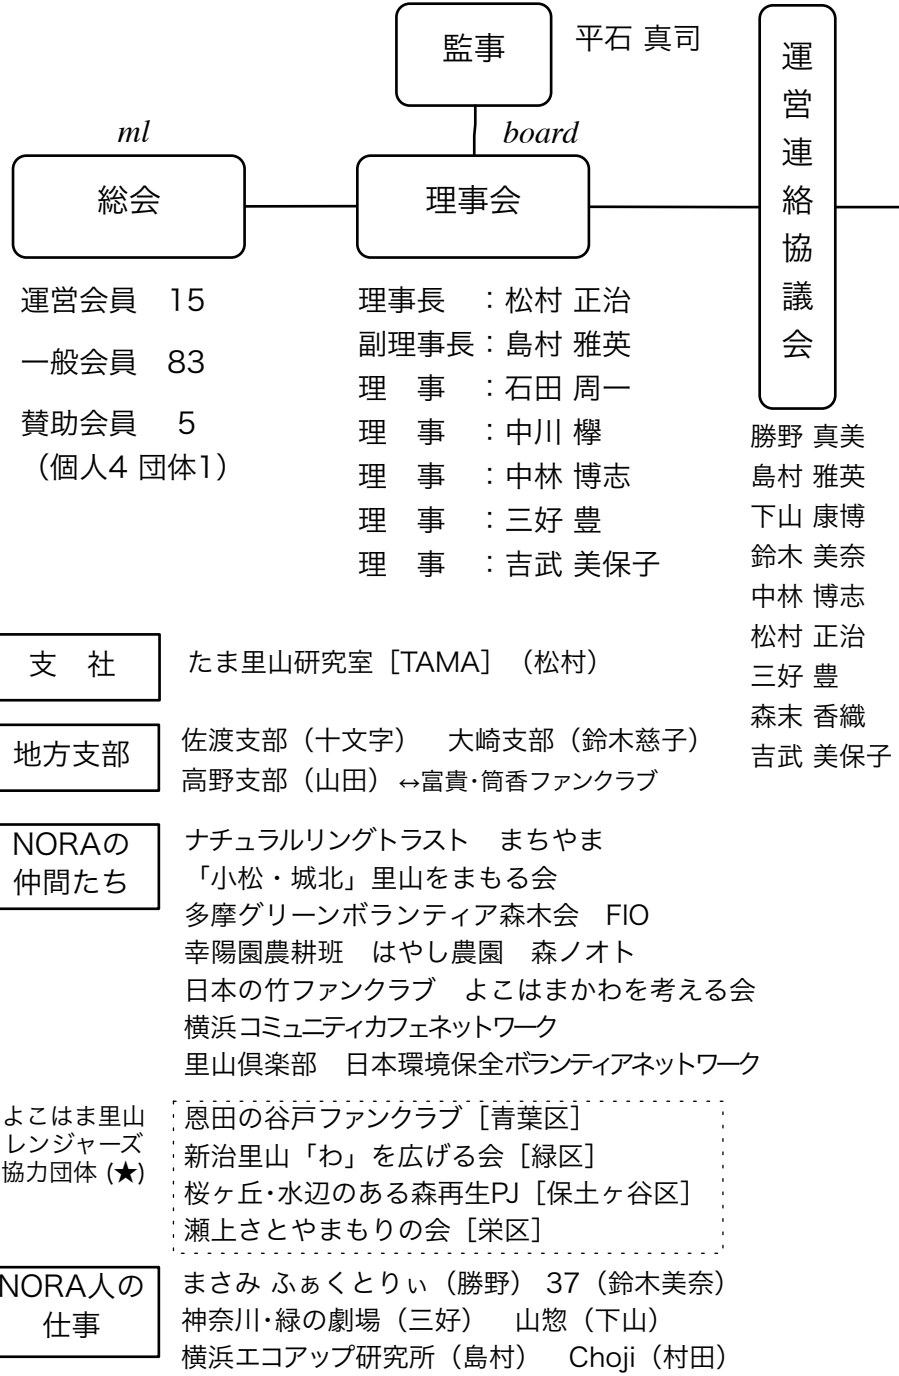 監事
平石 真司
ml
board
総会
理事会
運営連絡協議会
運営会員 15
一般会員 83
賛助会員 5
（個人4 団体1）
理事長 ：松村 正治
副理事長：島村 雅英
理 事 ：石田 周一
理 事 ：中川 欅
理 事 ：中林 博志
理 事 ：三好 豊
理 事 ：吉武 美保子
勝野 真美
島村 雅英
下山 康博
鈴木 美奈
中林 博志
松村 正治
三好 豊
森末 香織
吉武 美保子
支 社
たま里山研究室［TAMA］（松村）
地方支部
佐渡支部（十文字） 大崎支部（鈴木慈子）
高野支部（山田）↔富貴･筒香ファンクラブ
NORAの
仲間たち
ナチュラルリングトラスト まちやま
「小松・城北」里山をまもる会
多摩グリーンボランティア森木会 FIO
幸陽園農耕班 はやし農園 森ノオト
日本の竹ファンクラブ よこはまかわを考える会
横浜コミュニティカフェネットワーク
里山倶楽部 日本環境保全ボランティアネットワーク
よこはま里山
レンジャーズ
協力団体 (★)
恩田の谷戸ファンクラブ［青葉区］
新治里山「わ」を広げる会［緑区］
桜ヶ丘･水辺のある森再生PJ［保土ヶ谷区］
瀬上さとやまもりの会［栄区］
NORA人の
仕事
まさみ ふぁくとりぃ（勝野） 37（鈴木美奈）
神奈川･緑の劇場（三好） 山惣（下山）
横浜エコアップ研究所（島村） Choji（村田）